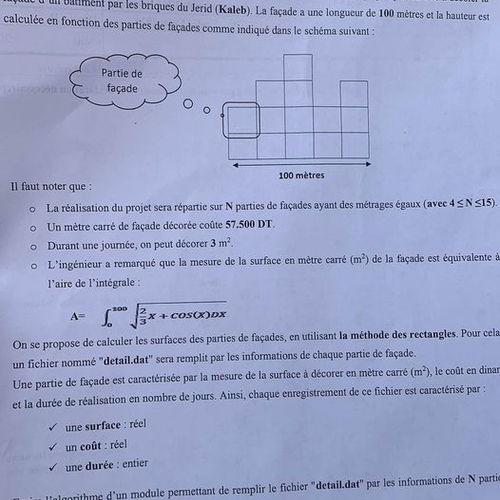 d'un bâtiment par les briques du Jerid (Kaleb). La façade a une longueur de 100 mètres et la hauteur est
calculée en fonction des parties de façades comme indiqué dans le schéma suivant :
Partie de
façade
100 mètres
Il faut noter que :
o La réalisation du projet sera répartie sur N parties de façades ayant des métrages égaux (avec 4 ≤ N ≤15).
o Un mètre carré de façade décorée coûte 57.500 DT.
o Durant une journée, on peut décorer 3 m².
o L'ingénieur a remarqué que la mesure de la surface en mètre carré (m²) de la façade est équivalente à
l'aire de l'intégrale :
A= ∫₀¹⁰⁰ √(2/3 x + COS(X)DX
On se propose de calculer les surfaces des parties de façades, en utilisant la méthode des rectangles. Pour cela
un fichier nommé "detail.dat" sera remplit par les informations de chaque partie de façade.
Une partie de façade est caractérisée par la mesure de la surface à décorer en mètre carré (m²), le coût en dinar
et la durée de réalisation en nombre de jours. Ainsi, chaque enregistrement de ce fichier est caractérisé par :
✓ une surface : réel
✓ un coût : réel
✓ une durée : entier
l'algorithme d'un module permettant de remplir le fichier "detail.dat" par les informations de N parti